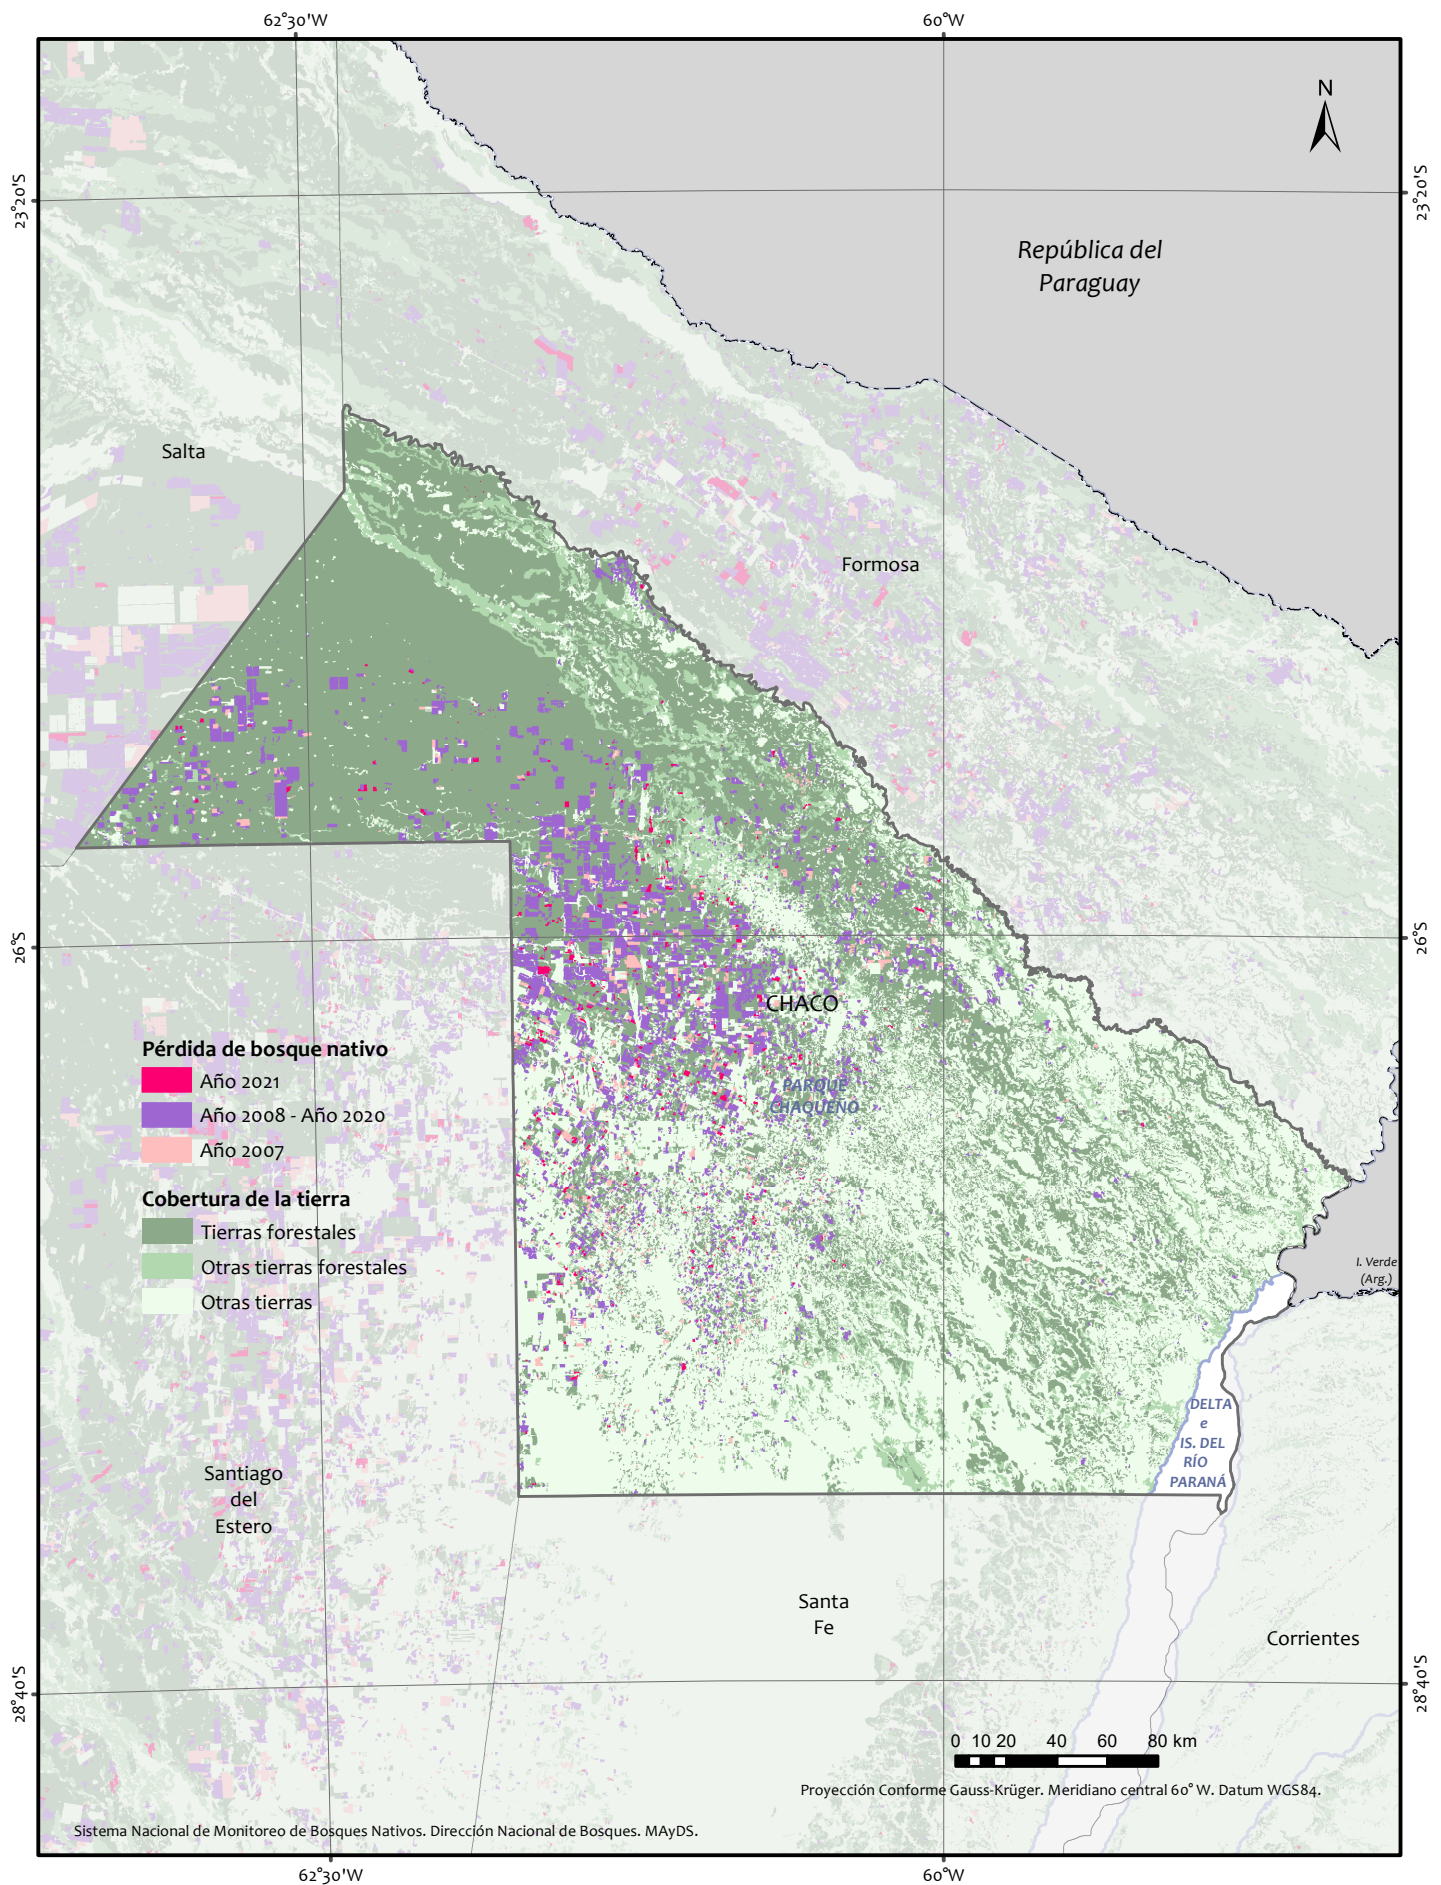 62°30'W
60°W
N
23°20'S
23°20'S
República del
Paraguay
Salta
Formosa
26°S
26°S
CHACO
Pérdida de bosque nativo
Año 2021
Año 2008 - Año 2020
Año 2007
PARQUE
CHAQUEÑO
Cobertura de la tierra
Tierras forestales
Otras tierras forestales
Otras tierras
I. Verde
(Arg.)
DELTA
e
IS. DEL
RÍO
PARANÁ
Santiago
del
Estero
Santa
Fe
Corrientes
28°40'S
28°40'S
0 10 20 40 60 80 km
Proyección Conforme Gauss-Krüger. Meridiano central 60° W. Datum WGS84.
Sistema Nacional de Monitoreo de Bosques Nativos. Dirección Nacional de Bosques. MAyDS.
62°30'W
60°W